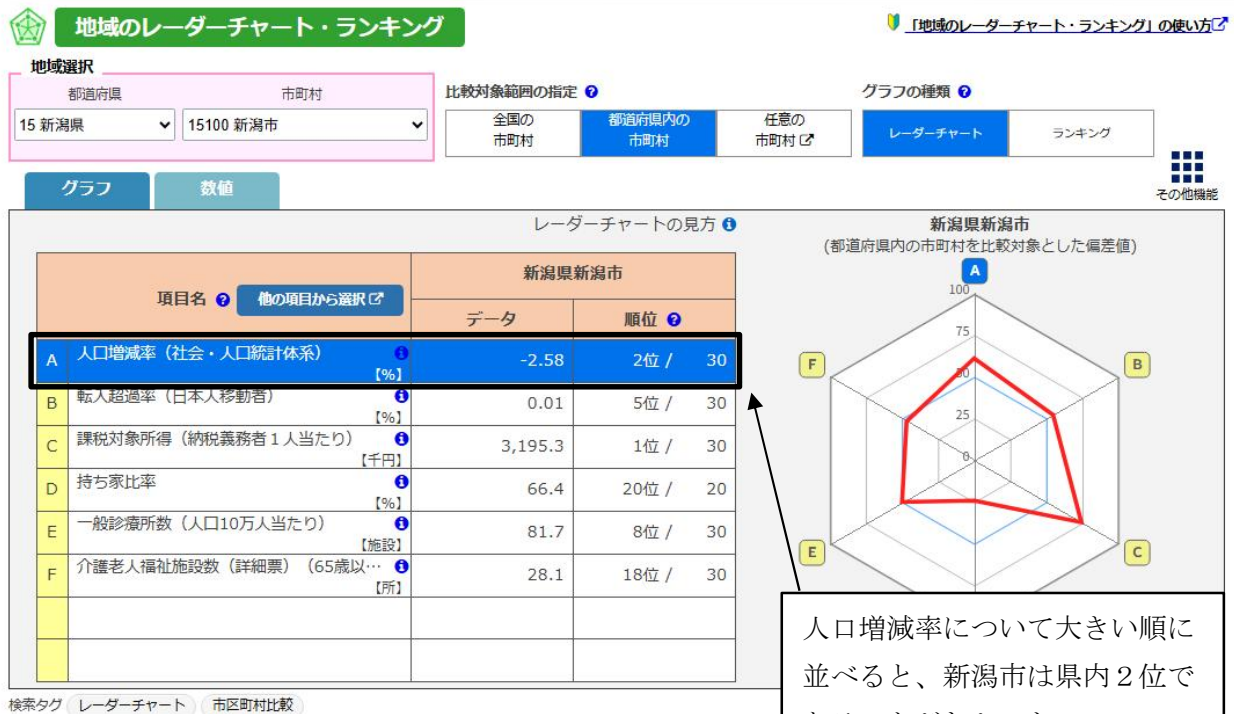 地域のレーダーチャート・ランキング
「地域のレーダーチャート・ランキング」の使い方
地域選択
都道府県 市町村
15 新潟県 15100 新潟市
比較対象範囲の指定
全国の
市町村
都道府県内の
市町村
任意の
市町村
グラフの種類
レーダーチャート ランキング
その他機能
グラフ 数値
レーダーチャートの見方
項目名 他の項目から選択
新潟県新潟市
データ 順位
A 人口増減率（社会・人口統計体系） 【%】 -2.58 2位 / 30
B 転入超過率（日本人移動者） 【%】 0.01 5位 / 30
C 課税対象所得（納税義務者１人当たり） 【千円】 3,195.3 1位 / 30
D 持ち家比率 【%】 66.4 20位 / 20
E 一般診療所数（人口10万人当たり） 【施設】 81.7 8位 / 30
F 介護老人福祉施設数（詳細票）（65歳以… 【所】 28.1 18位 / 30
新潟県新潟市
(都道府県内の市町村を比較対象とした偏差値)
A
100
75
50
25
0
F
B
E
C
人口増減率について大きい順に
並べると、新潟市は県内２位で
検索タグ レーダーチャート 市区町村比較